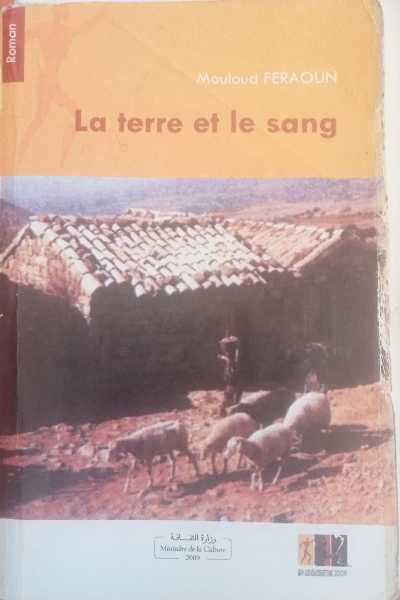 Roman
Mouloud FERAOUN
La terre et le sang
وزارة الثقافة
Ministère de la Culture
2009